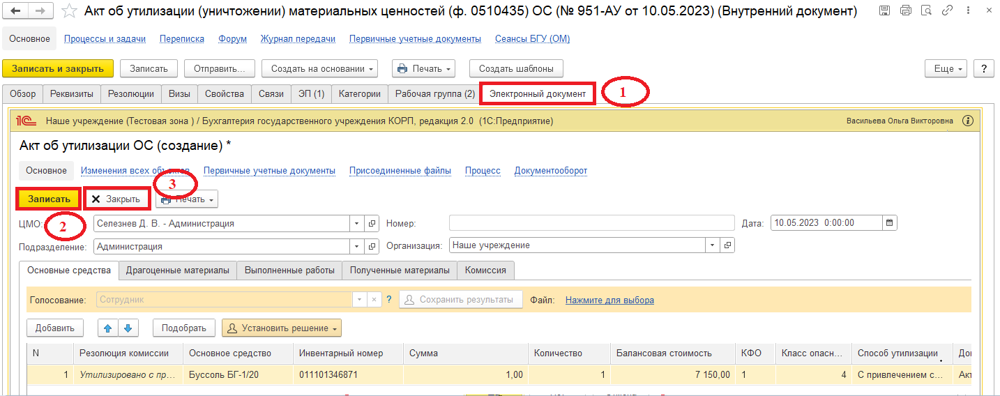 Акт об утилизации (уничтожении) материальных ценностей (ф. 0510435) ОС (№ 951-АУ от 10.05.2023) (Внутренний документ)
Основное Процессы и задачи Переписка Форум Журнал передачи Первичные учетные документы Сеансы БГУ (ОМ)
Записать и закрыть Записать Отправить... Создать на основании Печать Создать шаблоны Еще ?
Обзор Реквизиты Резолюции Визы Свойства Связи ЭП (1) Категории Рабочая группа (2) Электронный документ 1
1С Наше учреждение (Тестовая зона ) / Бухгалтерия государственного учреждения КОРП, редакция 2.0 (1С:Предприятие) Васильева Ольга Викторовна
Акт об утилизации ОС (создание) *
Основное Изменения всех объектов Первичные учетные документы Присоединенные файлы Процесс Документооборот
3
Записать Закрыть Печать
ЦМО: 2 Селезнев Д. В. - Администрация Номер: Дата: 10.05.2023 0:00:00
Подразделение: Администрация Организация: Наше учреждение
Основные средства Драгоценные материалы Выполненные работы Полученные материалы Комиссия
Голосование: Сотрудник ? Сохранить результаты Файл: Нажмите для выбора
Добавить Подобрать Установить решение
N Резолюция комиссии Основное средство Инвентарный номер Сумма Количество Балансовая стоимость КФО Класс опасн... Способ утилизации
1 Утилизировано с пр... Буссоль БГ-1/20 011101346871 1,00 1 7 150,00 1 4 С привлечением с... Акт